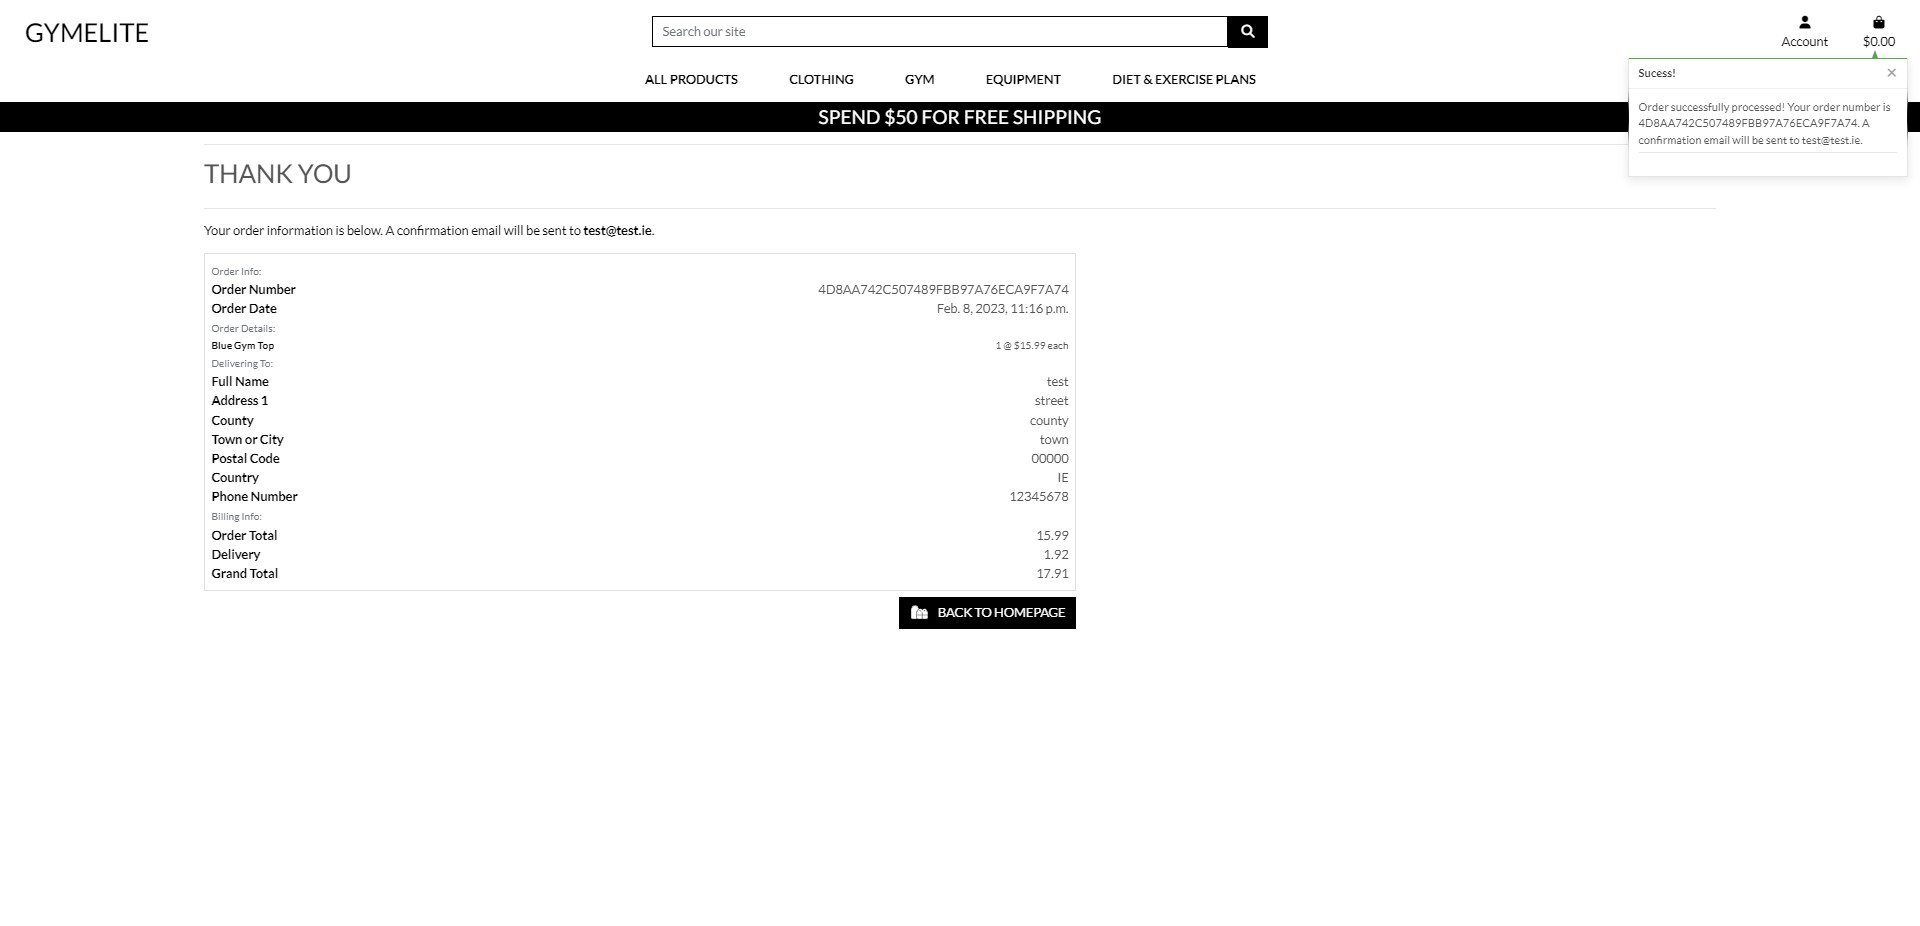 GYMELITE
Search our site
Account
$0.00
ALL PRODUCTS CLOTHING GYM EQUIPMENT DIET & EXERCISE PLANS
SPEND $50 FOR FREE SHIPPING
Sucess! ×
Order successfully processed! Your order number is
4D8AA742C507489FBB97A76ECA9F7A74. A
confirmation email will be sent to test@test.ie.
THANK YOU
Your order information is below. A confirmation email will be sent to test@test.ie.
Order Info:
Order Number 4D8AA742C507489FBB97A76ECA9F7A74
Order Date Feb. 8, 2023, 11:16 p.m.
Order Details:
Blue Gym Top 1 @ $15.99 each
Delivering To:
Full Name test
Address 1 street
County county
Town or City town
Postal Code 00000
Country IE
Phone Number 12345678
Billing Info:
Order Total 15.99
Delivery 1.92
Grand Total 17.91
BACK TO HOMEPAGE